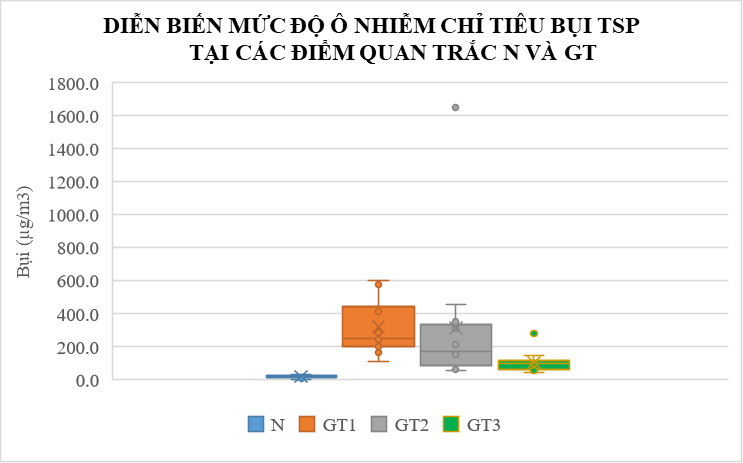 DIỄN BIẾN MỨC ĐỘ Ô NHIỄM CHỈ TIÊU BỤI TSP
TẠI CÁC ĐIỂM QUAN TRẮC N VÀ GT
1800.0
1600.0
1400.0
1200.0
1000.0
800.0
600.0
400.0
200.0
0.0
Bụi (µg/m3)
N GT1 GT2 GT3